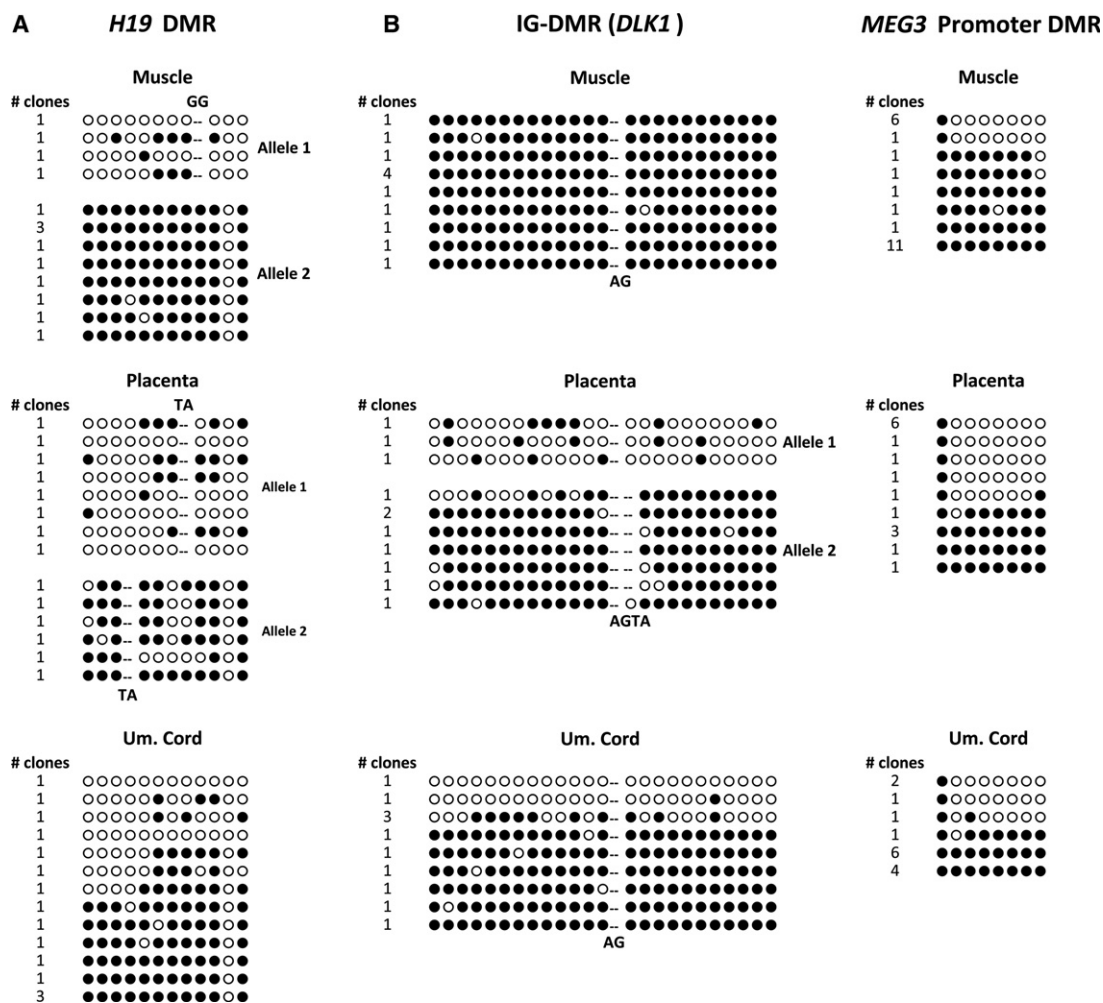 A
H19 DMR
Muscle
# clones
GG
1
1
1
1
Allele 1
1
3
1
1
1
1
1
1
Allele 2
Placenta
# clones
TA
1
1
1
1
1
1
1
1
Allele 1
1
1
1
1
1
1
Allele 2
TA
Um. Cord
# clones
1
1
1
1
1
1
1
1
1
1
1
1
3
B
IG-DMR (DLK1 )
Muscle
# clones
1
1
1
4
1
1
1
1
1
AG
Placenta
# clones
1
1
1
Allele 1
1
2
1
1
1
1
1
Allele 2
AGTA
Um. Cord
# clones
1
1
3
1
1
1
1
1
1
AG
MEG3 Promoter DMR
Muscle
# clones
6
1
1
1
1
1
1
11
Placenta
# clones
6
1
1
1
1
1
3
1
1
Um. Cord
# clones
2
1
1
1
6
4